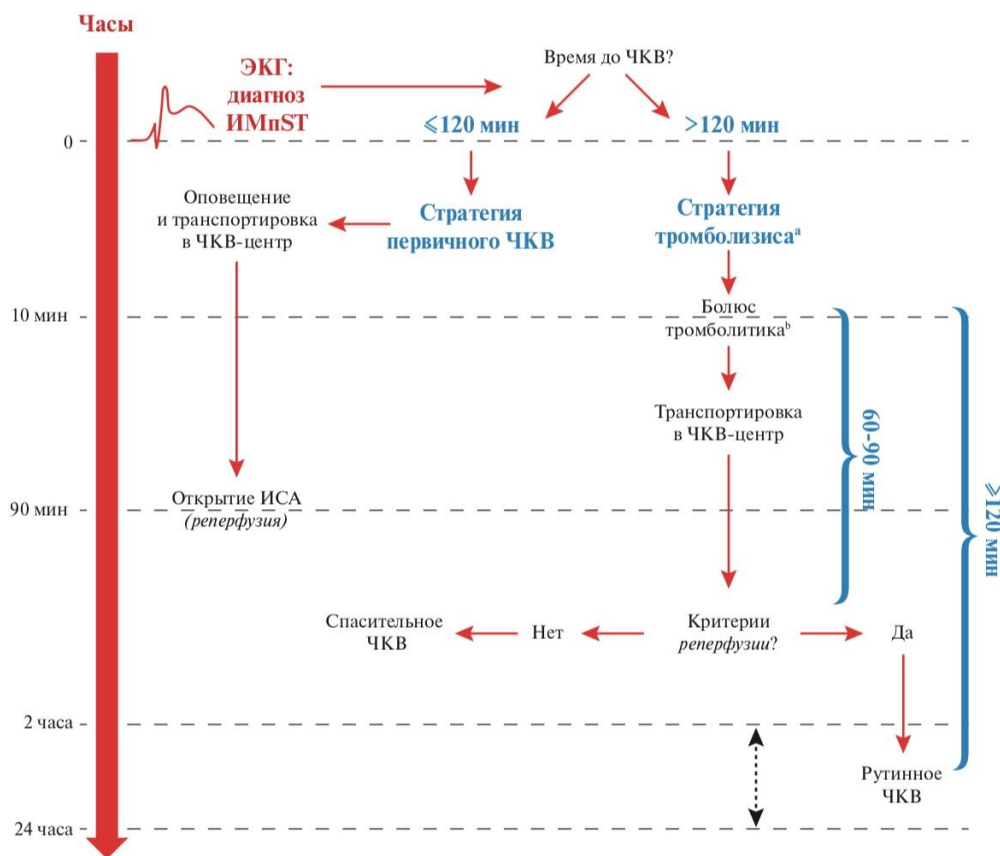 Часы
ЭКГ:
диагноз
ИМпST
Время до ЧКВ?
≤120 мин
>120 мин
0
Оповещение
и транспортировка
в ЧКВ-центр
Стратегия
первичного ЧКВ
Стратегия
тромболизисаᵃ
10 мин
Болюс
тромболитикаᵇ
Транспортировка
в ЧКВ-центр
60-90 мин
≥120 мин
90 мин
Открытие ИСА
(реперфузия)
Спасительное
ЧКВ
Нет
Критерии
реперфузии?
Да
2 часа
Рутинное
ЧКВ
24 часа